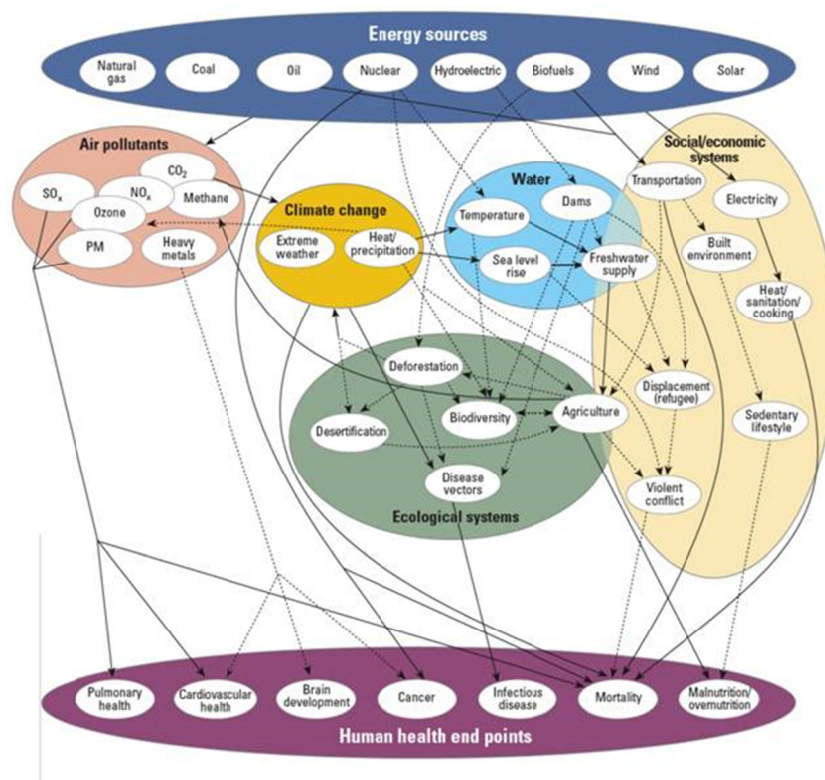 Energy sources
Natural
gas
Coal
Oil
Nuclear
Hydroelectric
Biofuels
Wind
Solar
Air pollutants
CO2
SOx
NOx
Methane
Ozone
PM
Heavy
metals
Climate change
Extreme
weather
Heat/
precipitation
Water
Temperature
Dams
Sea level
rise
Freshwater
supply
Social/economic
systems
Transportation
Electricity
Built
environment
Heat/
sanitation/
cooking
Displacement
(refugee)
Sedentary
lifestyle
Violent
conflict
Deforestation
Biodiversity
Agriculture
Desertification
Disease
vectors
Ecological systems
Pulmonary
health
Cardiovascular
health
Brain
development
Cancer
Infectious
disease
Mortality
Malnutrition/
overnutrition
Human health end points